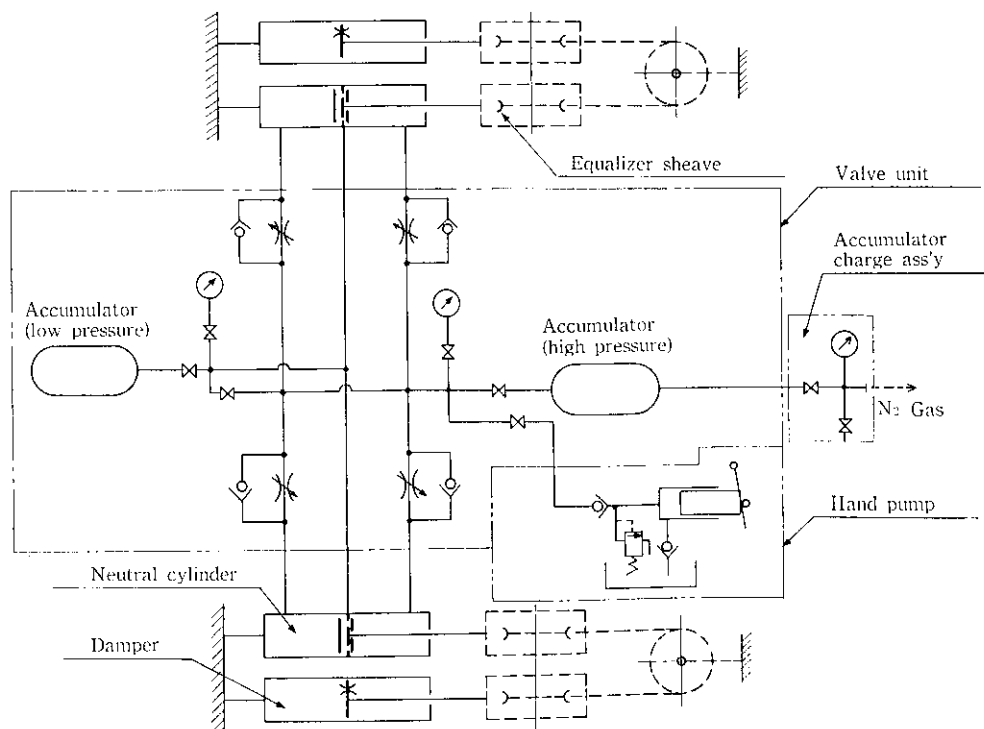 Equalizer sheave
Valve unit
Accumulator
charge ass'y
Accumulator
(low pressure)
Accumulator
(high pressure)
N₂ Gas
Hand pump
Neutral cylinder
Damper